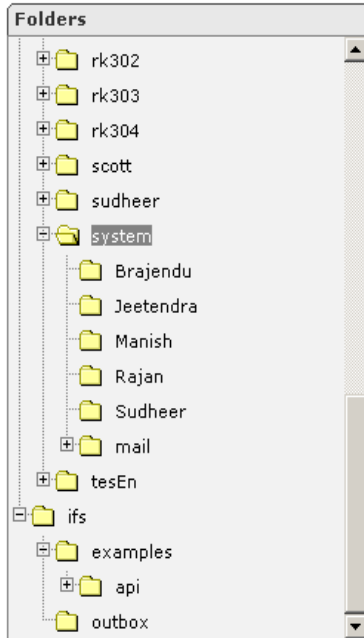 Folders
rk302
rk303
rk304
scott
sudheer
system
Brajendu
Jeetendra
Manish
Rajan
Sudheer
mail
tesEn
ifs
examples
api
outbox